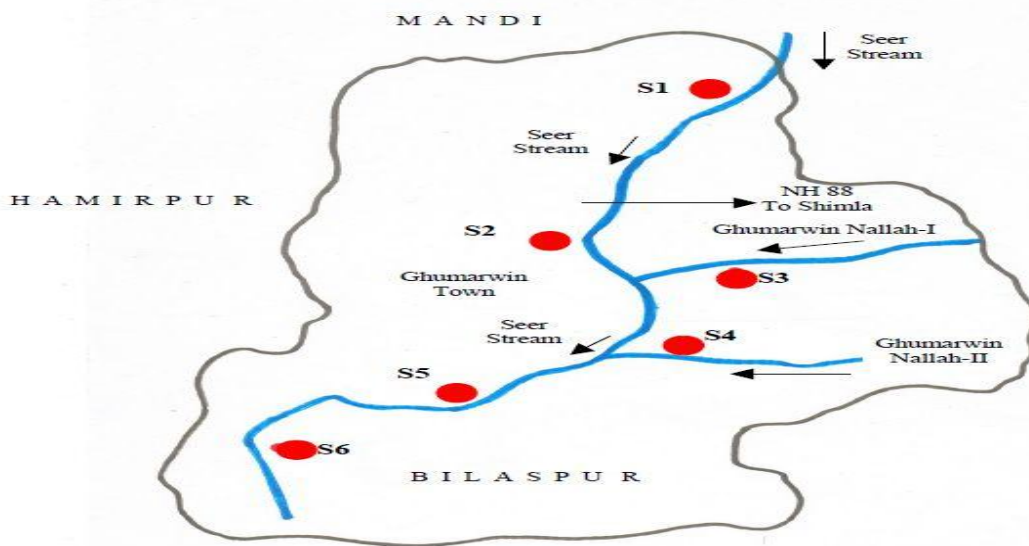 M A N D I
Seer
Stream
S1
Seer
Stream
H A M I R P U R
NH 88
To Shimla
S2
Ghumarwin Nallah-I
Ghumarwin
Town
S3
Seer
Stream
S4
Ghumarwin
Nallah-II
S5
S6
B I L A S P U R